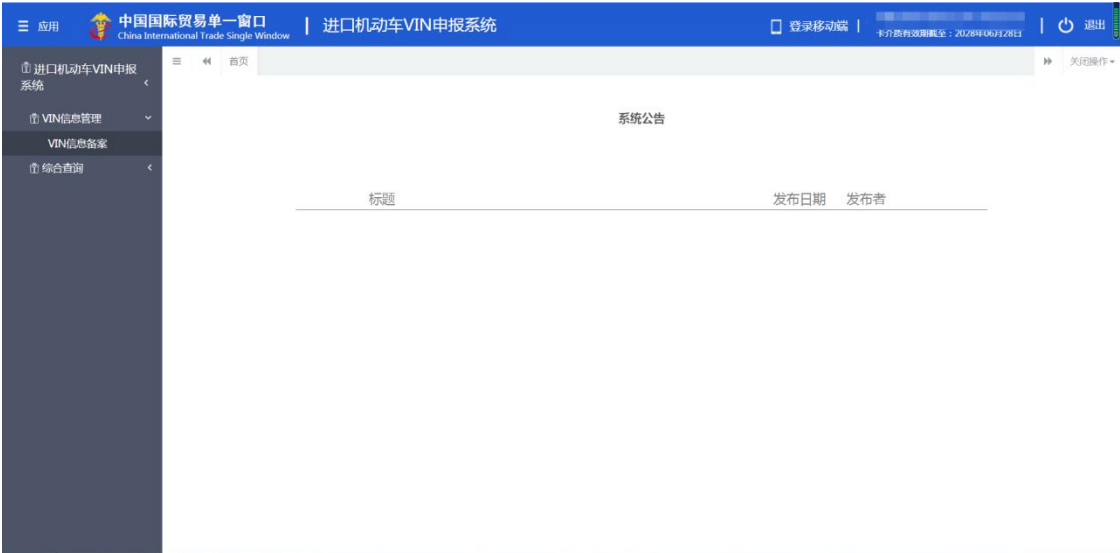 应用
中国国际贸易单一窗口
China International Trade Single Window
进口机动车VIN申报系统
登录移动端
卡介质有效期截至：2028年06月28日
退出
进口机动车VIN申报
系统
首页
关闭操作
VIN信息管理
VIN信息备案
综合查询
系统公告
标题 发布日期 发布者